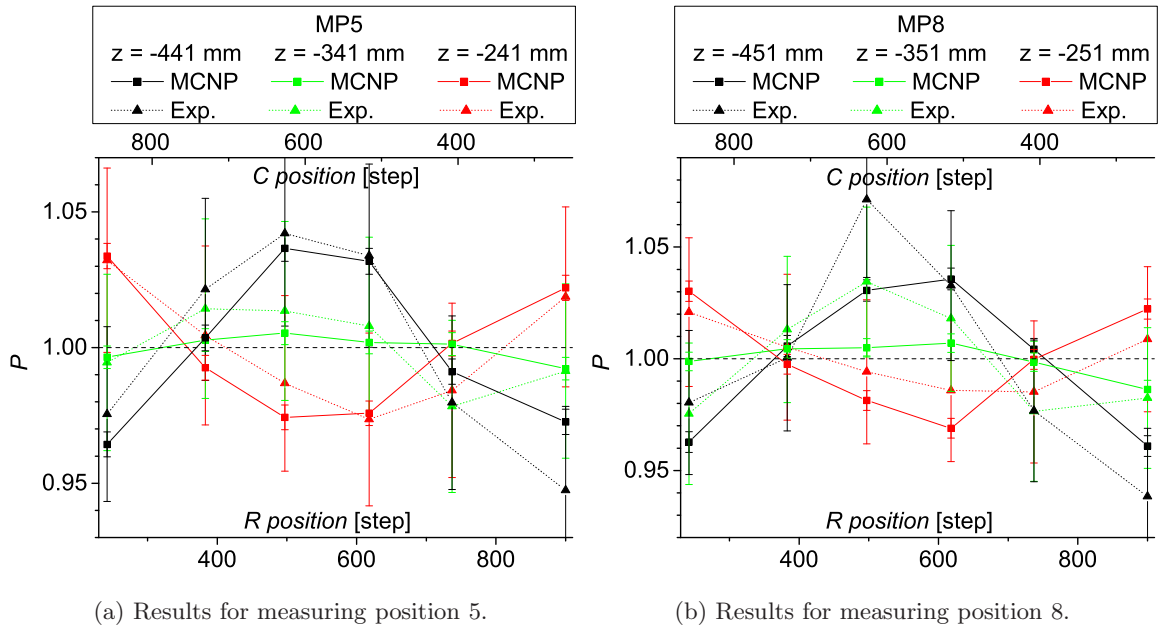 MP5
z = -441 mm z = -341 mm z = -241 mm
MCNP MCNP MCNP
Exp. Exp. Exp.
800 600 400
C position [step]
1.05
1.00
0.95
P
R position [step]
400 600 800
(a) Results for measuring position 5.
MP8
z = -451 mm z = -351 mm z = -251 mm
MCNP MCNP MCNP
Exp. Exp. Exp.
800 600 400
C position [step]
1.05
1.00
0.95
P
R position [step]
400 600 800
(b) Results for measuring position 8.